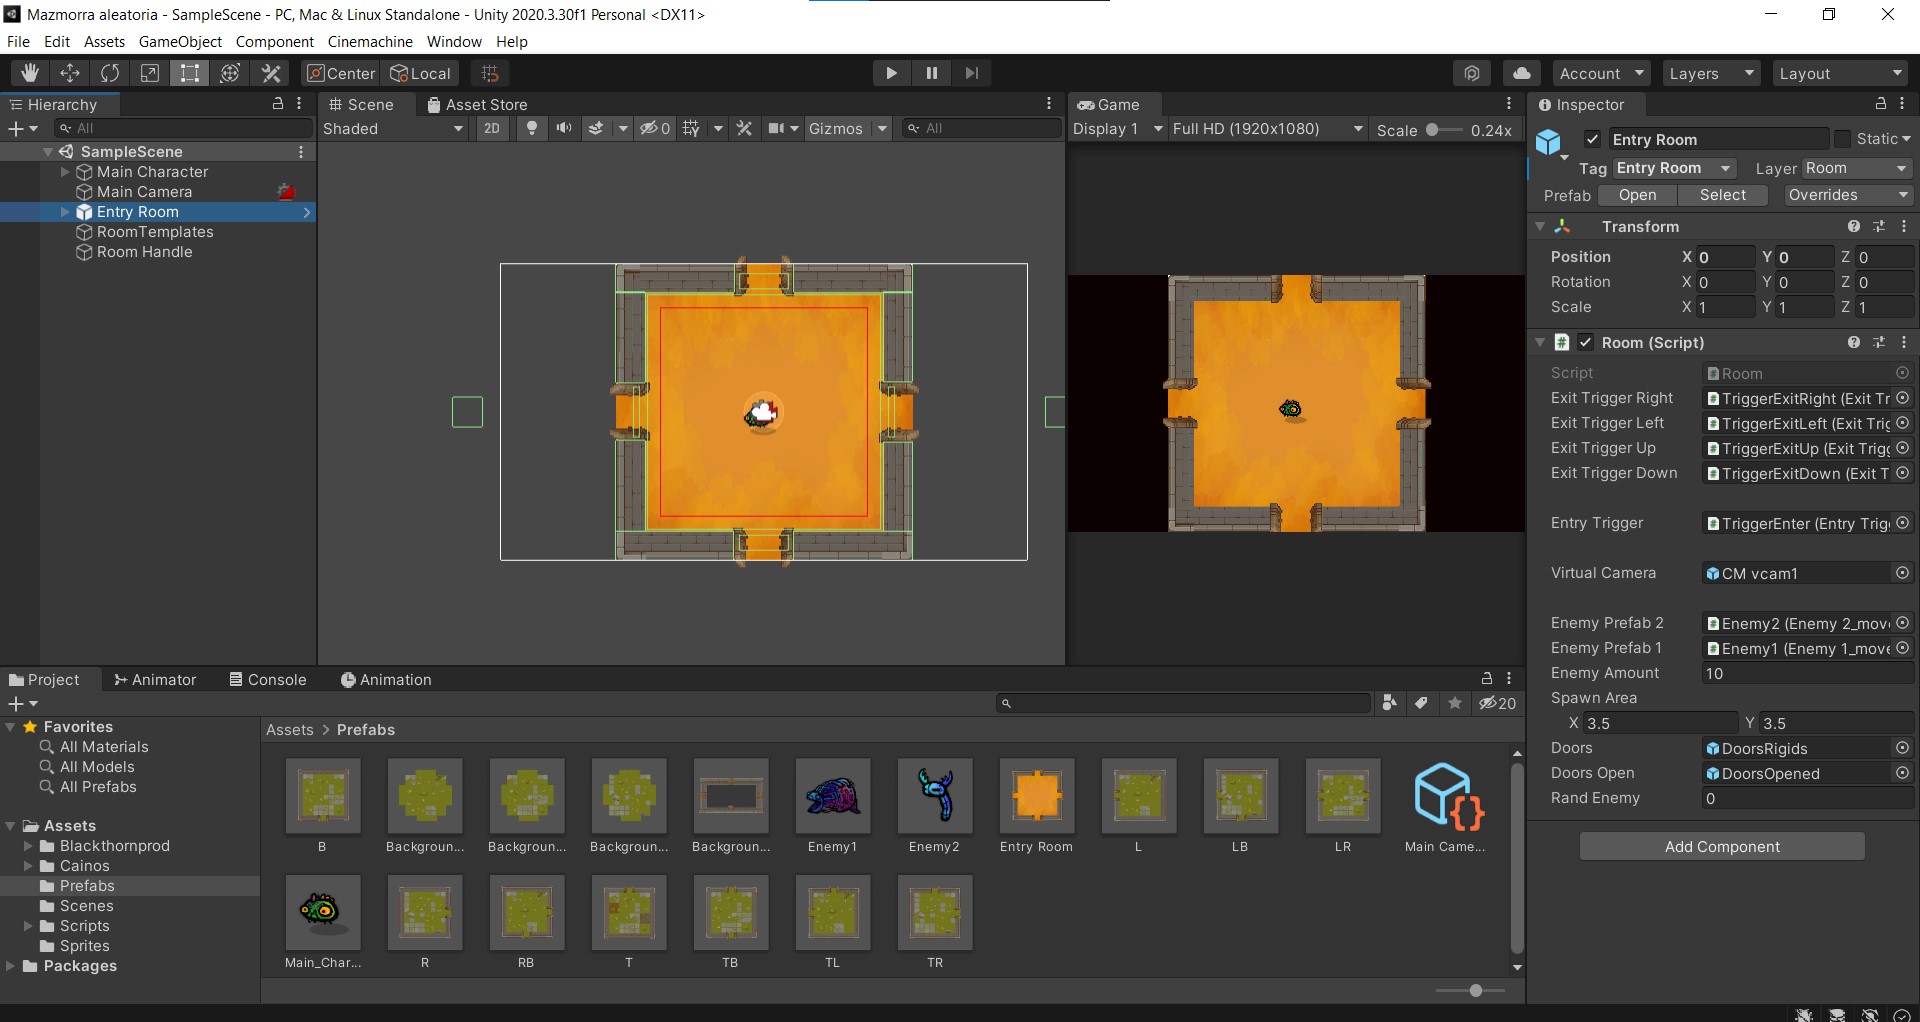 Mazmorra aleatoria - SampleScene - PC, Mac & Linux Standalone - Unity 2020.3.30f1 Personal <DX11>
File Edit Assets GameObject Component Cinemachine Window Help
Center Local Account Layers Layout
Hierarchy
All
SampleScene
Main Character
Main Camera
Entry Room
RoomTemplates
Room Handle
Scene Asset Store
Shaded 2D 0 Gizmos All
Game
Display 1 Full HD (1920x1080) Scale 0.24x
Inspector
Entry Room Static
Tag Entry Room Layer Room
Prefab Open Select Overrides
Transform
Position X 0 Y 0 Z 0
Rotation X 0 Y 0 Z 0
Scale X 1 Y 1 Z 1
Room (Script)
Script Room
Exit Trigger Right TriggerExitRight (Exit Tr
Exit Trigger Left TriggerExitLeft (Exit Trig
Exit Trigger Up TriggerExitUp (Exit Trigg
Exit Trigger Down TriggerExitDown (Exit T
Entry Trigger TriggerEnter (Entry Trig
Virtual Camera CM vcam1
Enemy Prefab 2 Enemy2 (Enemy 2_mov
Enemy Prefab 1 Enemy1 (Enemy 1_move
Enemy Amount 10
Spawn Area
X 3.5 Y 3.5
Doors DoorsRigids
Doors Open DoorsOpened
Rand Enemy 0
Add Component
Project Animator Console Animation
20
Favorites
All Materials
All Models
All Prefabs
Assets
Blackthornprod
Cainos
Prefabs
Scenes
Scripts
Sprites
Packages
Assets > Prefabs
B Backgroun... Backgroun... Backgroun... Backgroun... Enemy1 Enemy2 Entry Room L LB LR Main Came...
Main_Char... R RB T TB TL TR